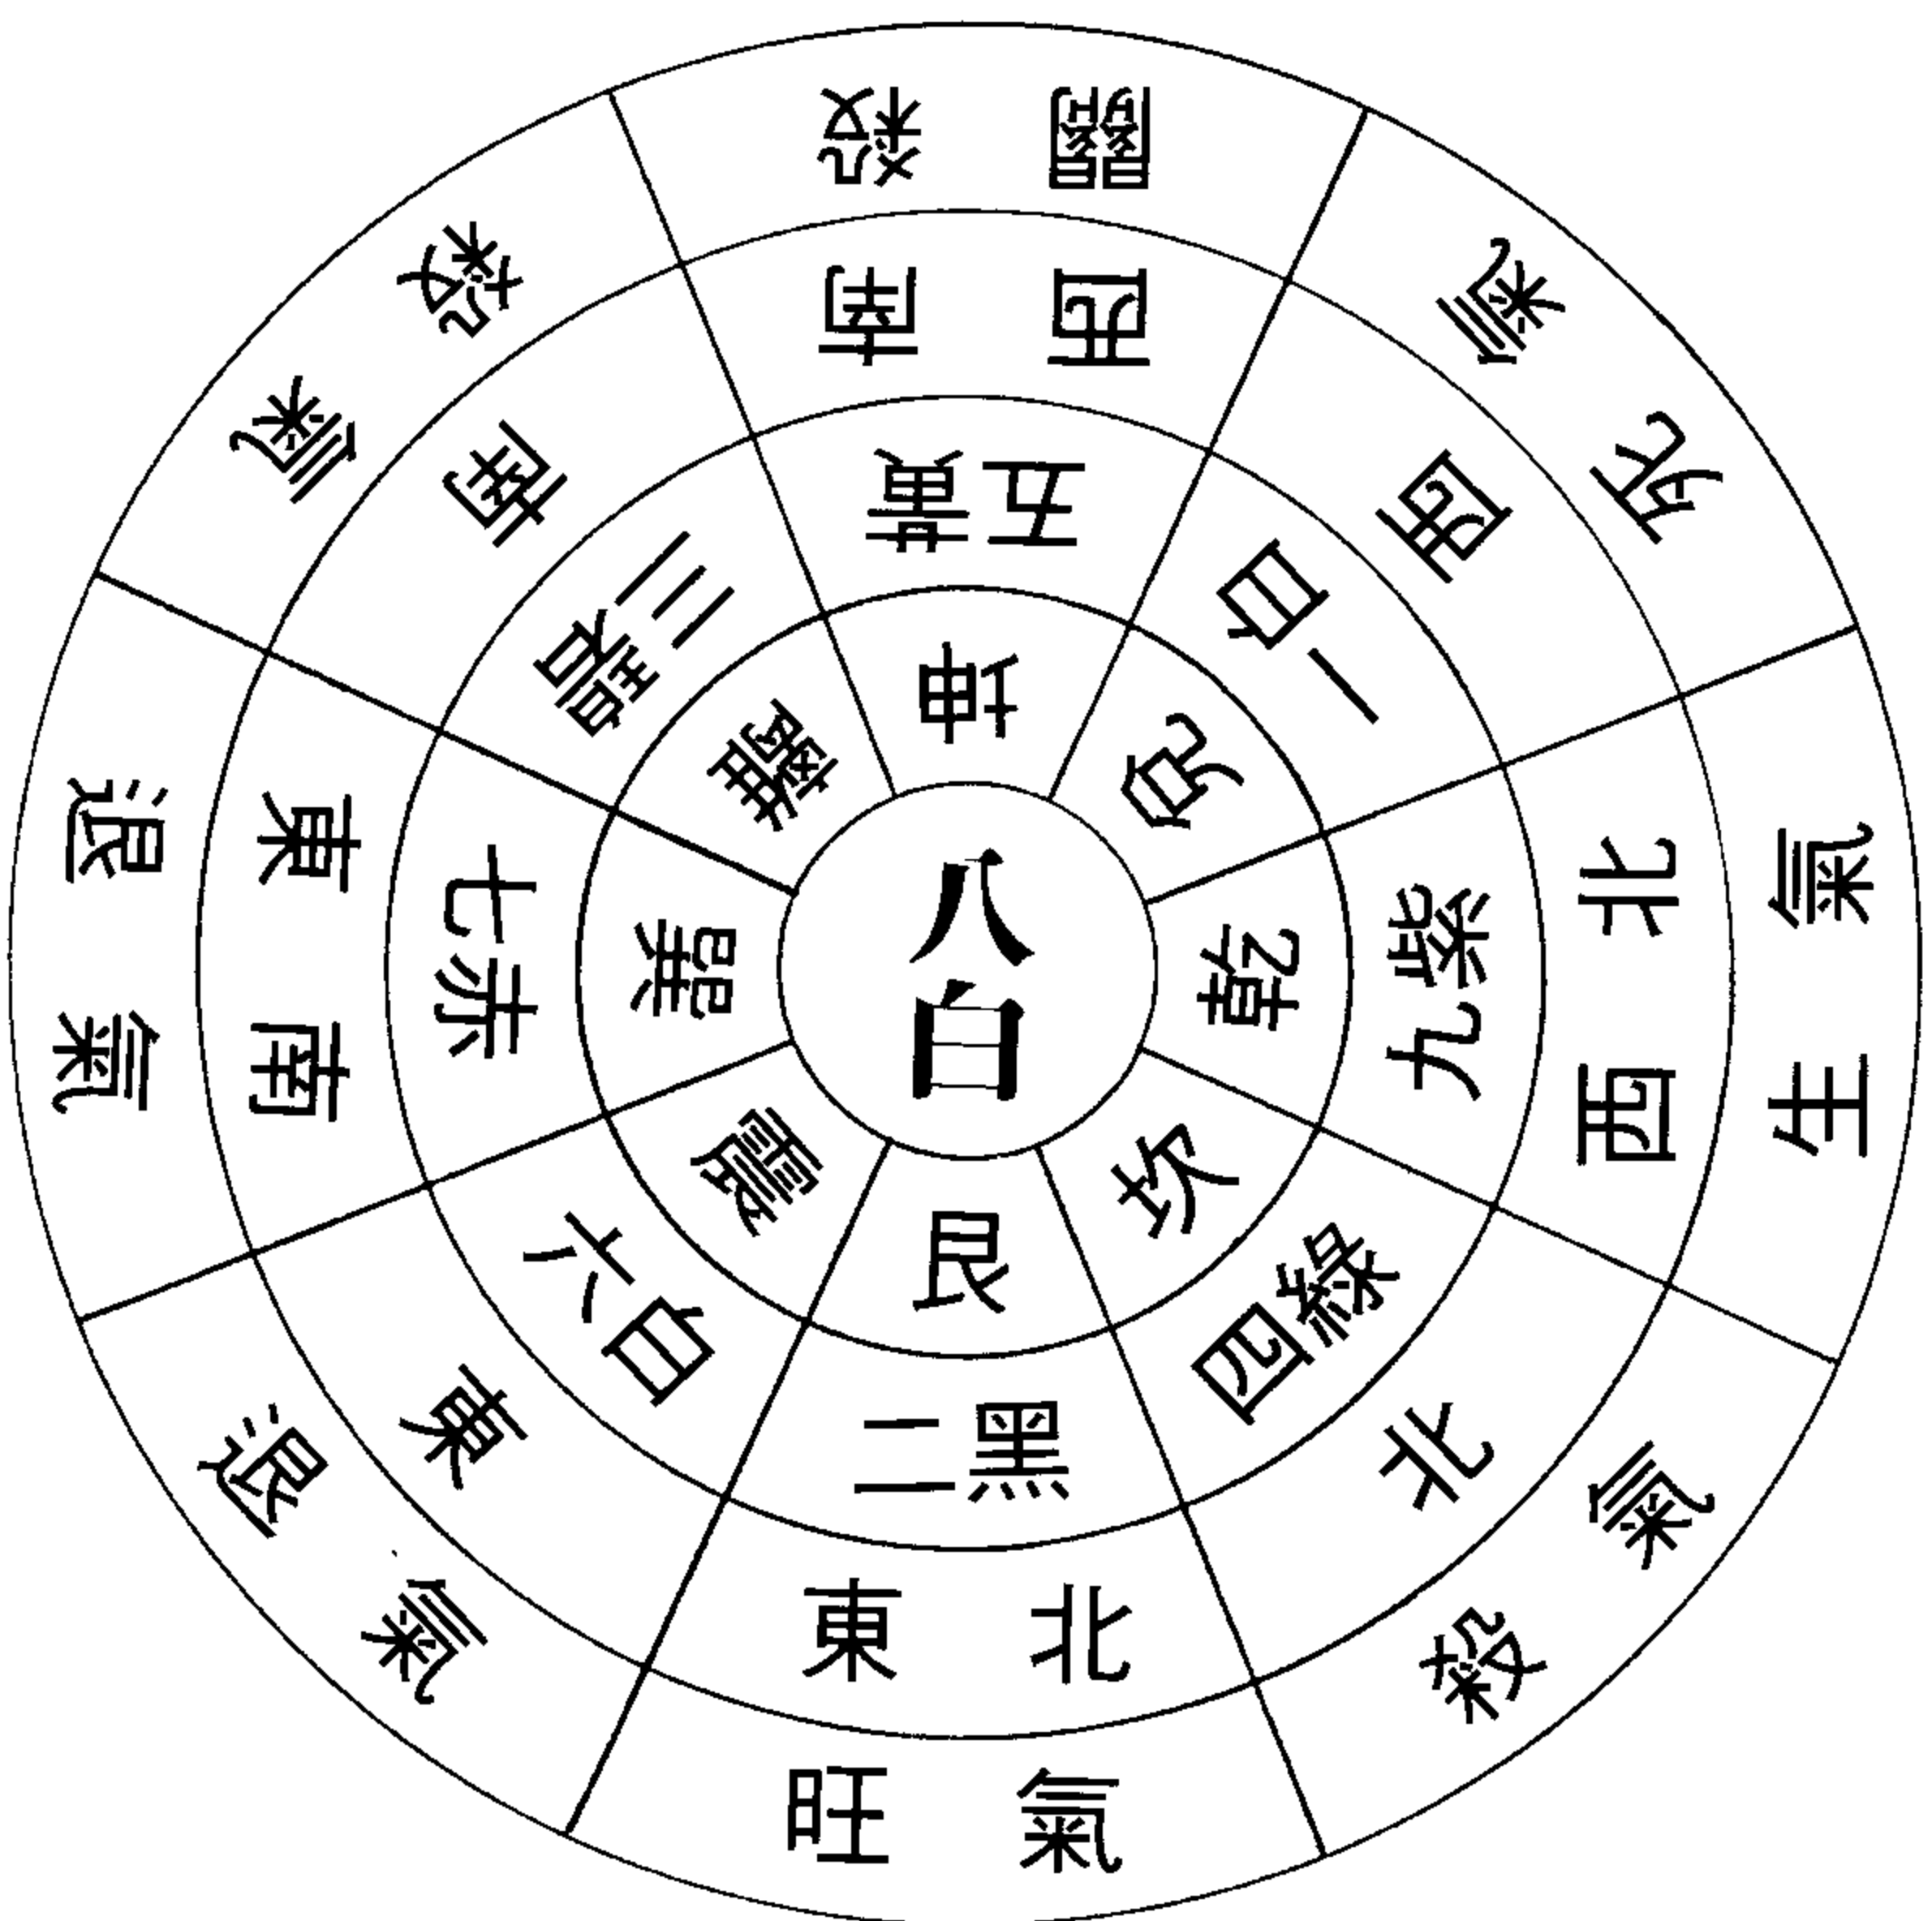 八白
坤
五黃
西南
關殺
兌
一白
西
死氣
乾
九紫
西北
生氣
坎
四綠
北
殺氣
艮
二黑
東北
旺氣
震
六白
東
退氣
巽
七赤
東南
退氣
離
三碧
南
殺氣